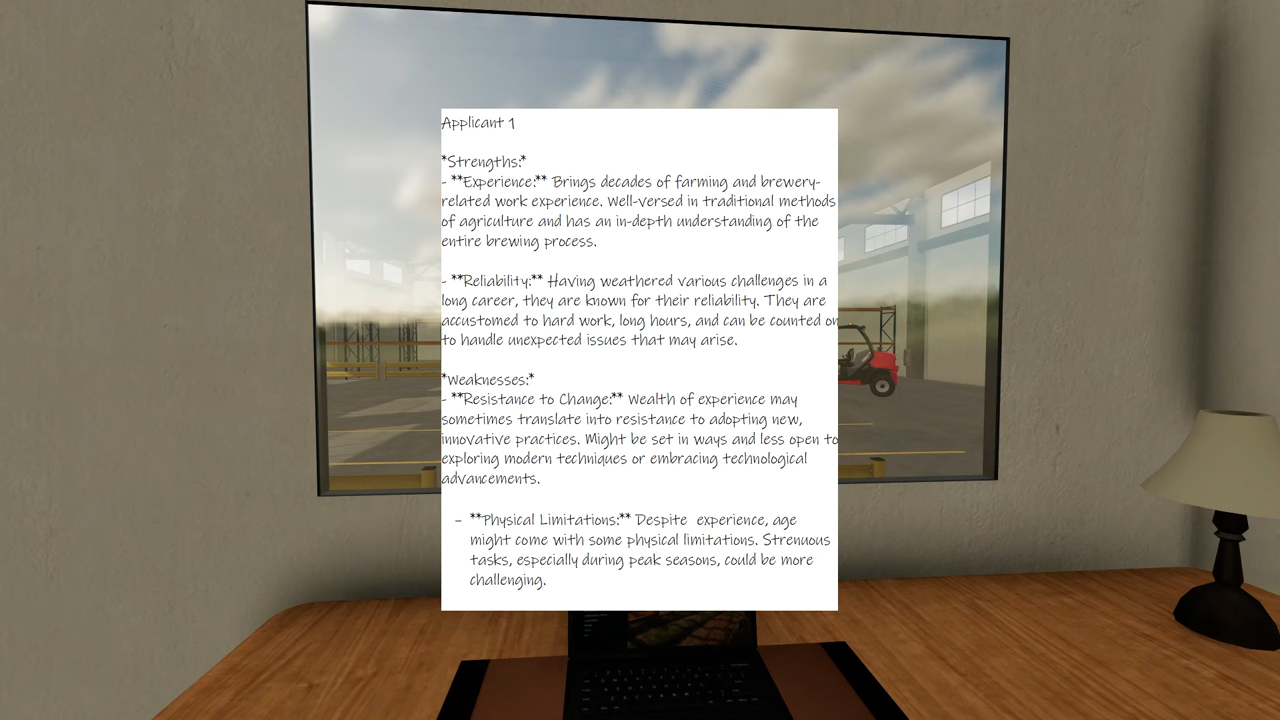 Applicant 1
*Strengths:*
- **Experience:** Brings decades of farming and brewery-
related work experience. Well-versed in traditional methods
of agriculture and has an in-depth understanding of the
entire brewing process.
- **Reliability:** Having weathered various challenges in a
long career, they are known for their reliability. They are
accustomed to hard work, long hours, and can be counted on
to handle unexpected issues that may arise.
*Weaknesses:*
- **Resistance to Change:** Wealth of experience may
sometimes translate into resistance to adopting new,
innovative practices. Might be set in ways and less open to
exploring modern techniques or embracing technological
advancements.
- **Physical Limitations:** Despite  experience, age
might come with some physical limitations. Strenuous
tasks, especially during peak seasons, could be more
challenging.